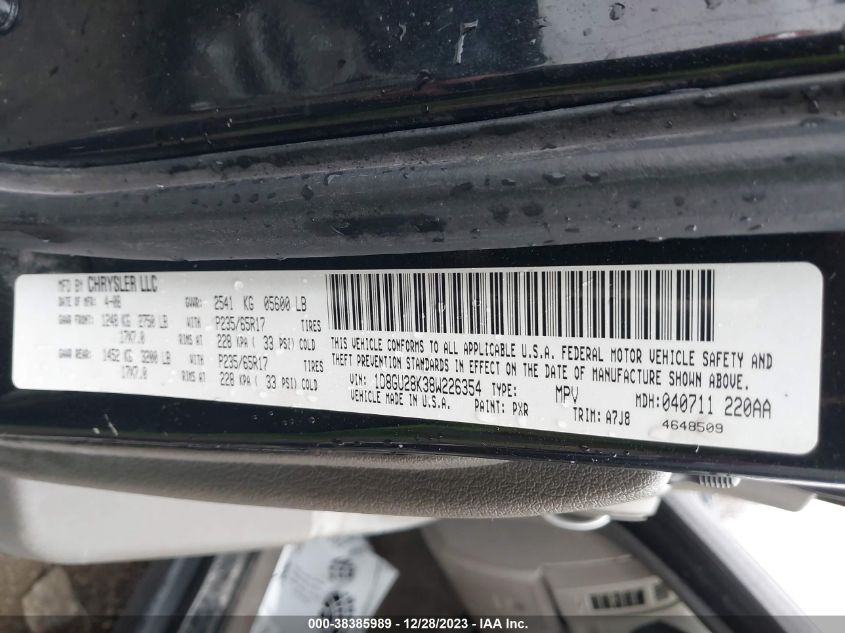 MFD BY CHRYSLER LLC
DATE OF MFR: 4-08 GVWR: 2541 KG 05600 LB
GAWR FRONT: 1248 KG 2750 LB WITH P235/65R17 TIRES
17X7.0 RIMS AT 228 KPA ( 33 PSI) COLD
GAWR REAR: 1452 KG 3200 LB WITH P235/65R17 TIRES
17X7.0 RIMS AT 228 KPA ( 33 PSI) COLD
THIS VEHICLE CONFORMS TO ALL APPLICABLE U.S.A. FEDERAL MOTOR VEHICLE SAFETY AND
THEFT PREVENTION STANDARDS IN EFFECT ON THE DATE OF MANUFACTURE SHOWN ABOVE.
VIN: 1D8GU28K38W226354 TYPE: MPV MDH:040711 220AA
VEHICLE MADE IN U.S.A. PAINT: PXR TRIM: A7J8 4648509
000-38385989 - 12/28/2023 - IAA Inc.